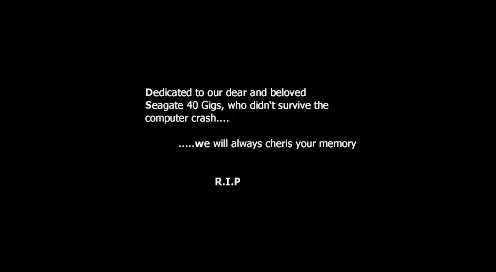 Dedicated to our dear and beloved
Seagate 40 Gigs, who didn't survive the
computer crash....
.....we will always cheris your memory
R.I.P